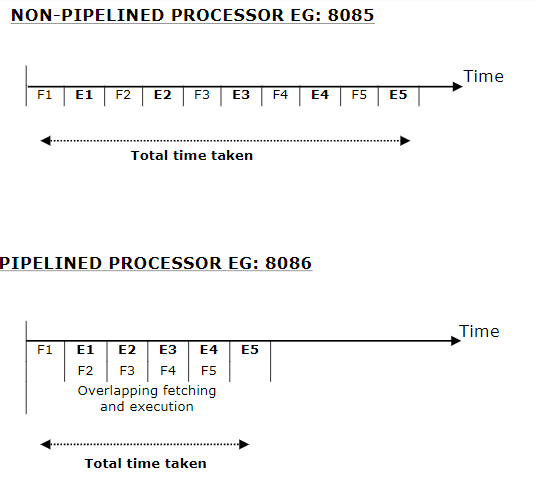 NON-PIPELINED PROCESSOR EG: 8085
Time
F1 E1 F2 E2 F3 E3 F4 E4 F5 E5
Total time taken
PIPELINED PROCESSOR EG: 8086
Time
F1 E1 E2 E3 E4 E5
F2 F3 F4 F5
Overlapping fetching
and execution
Total time taken